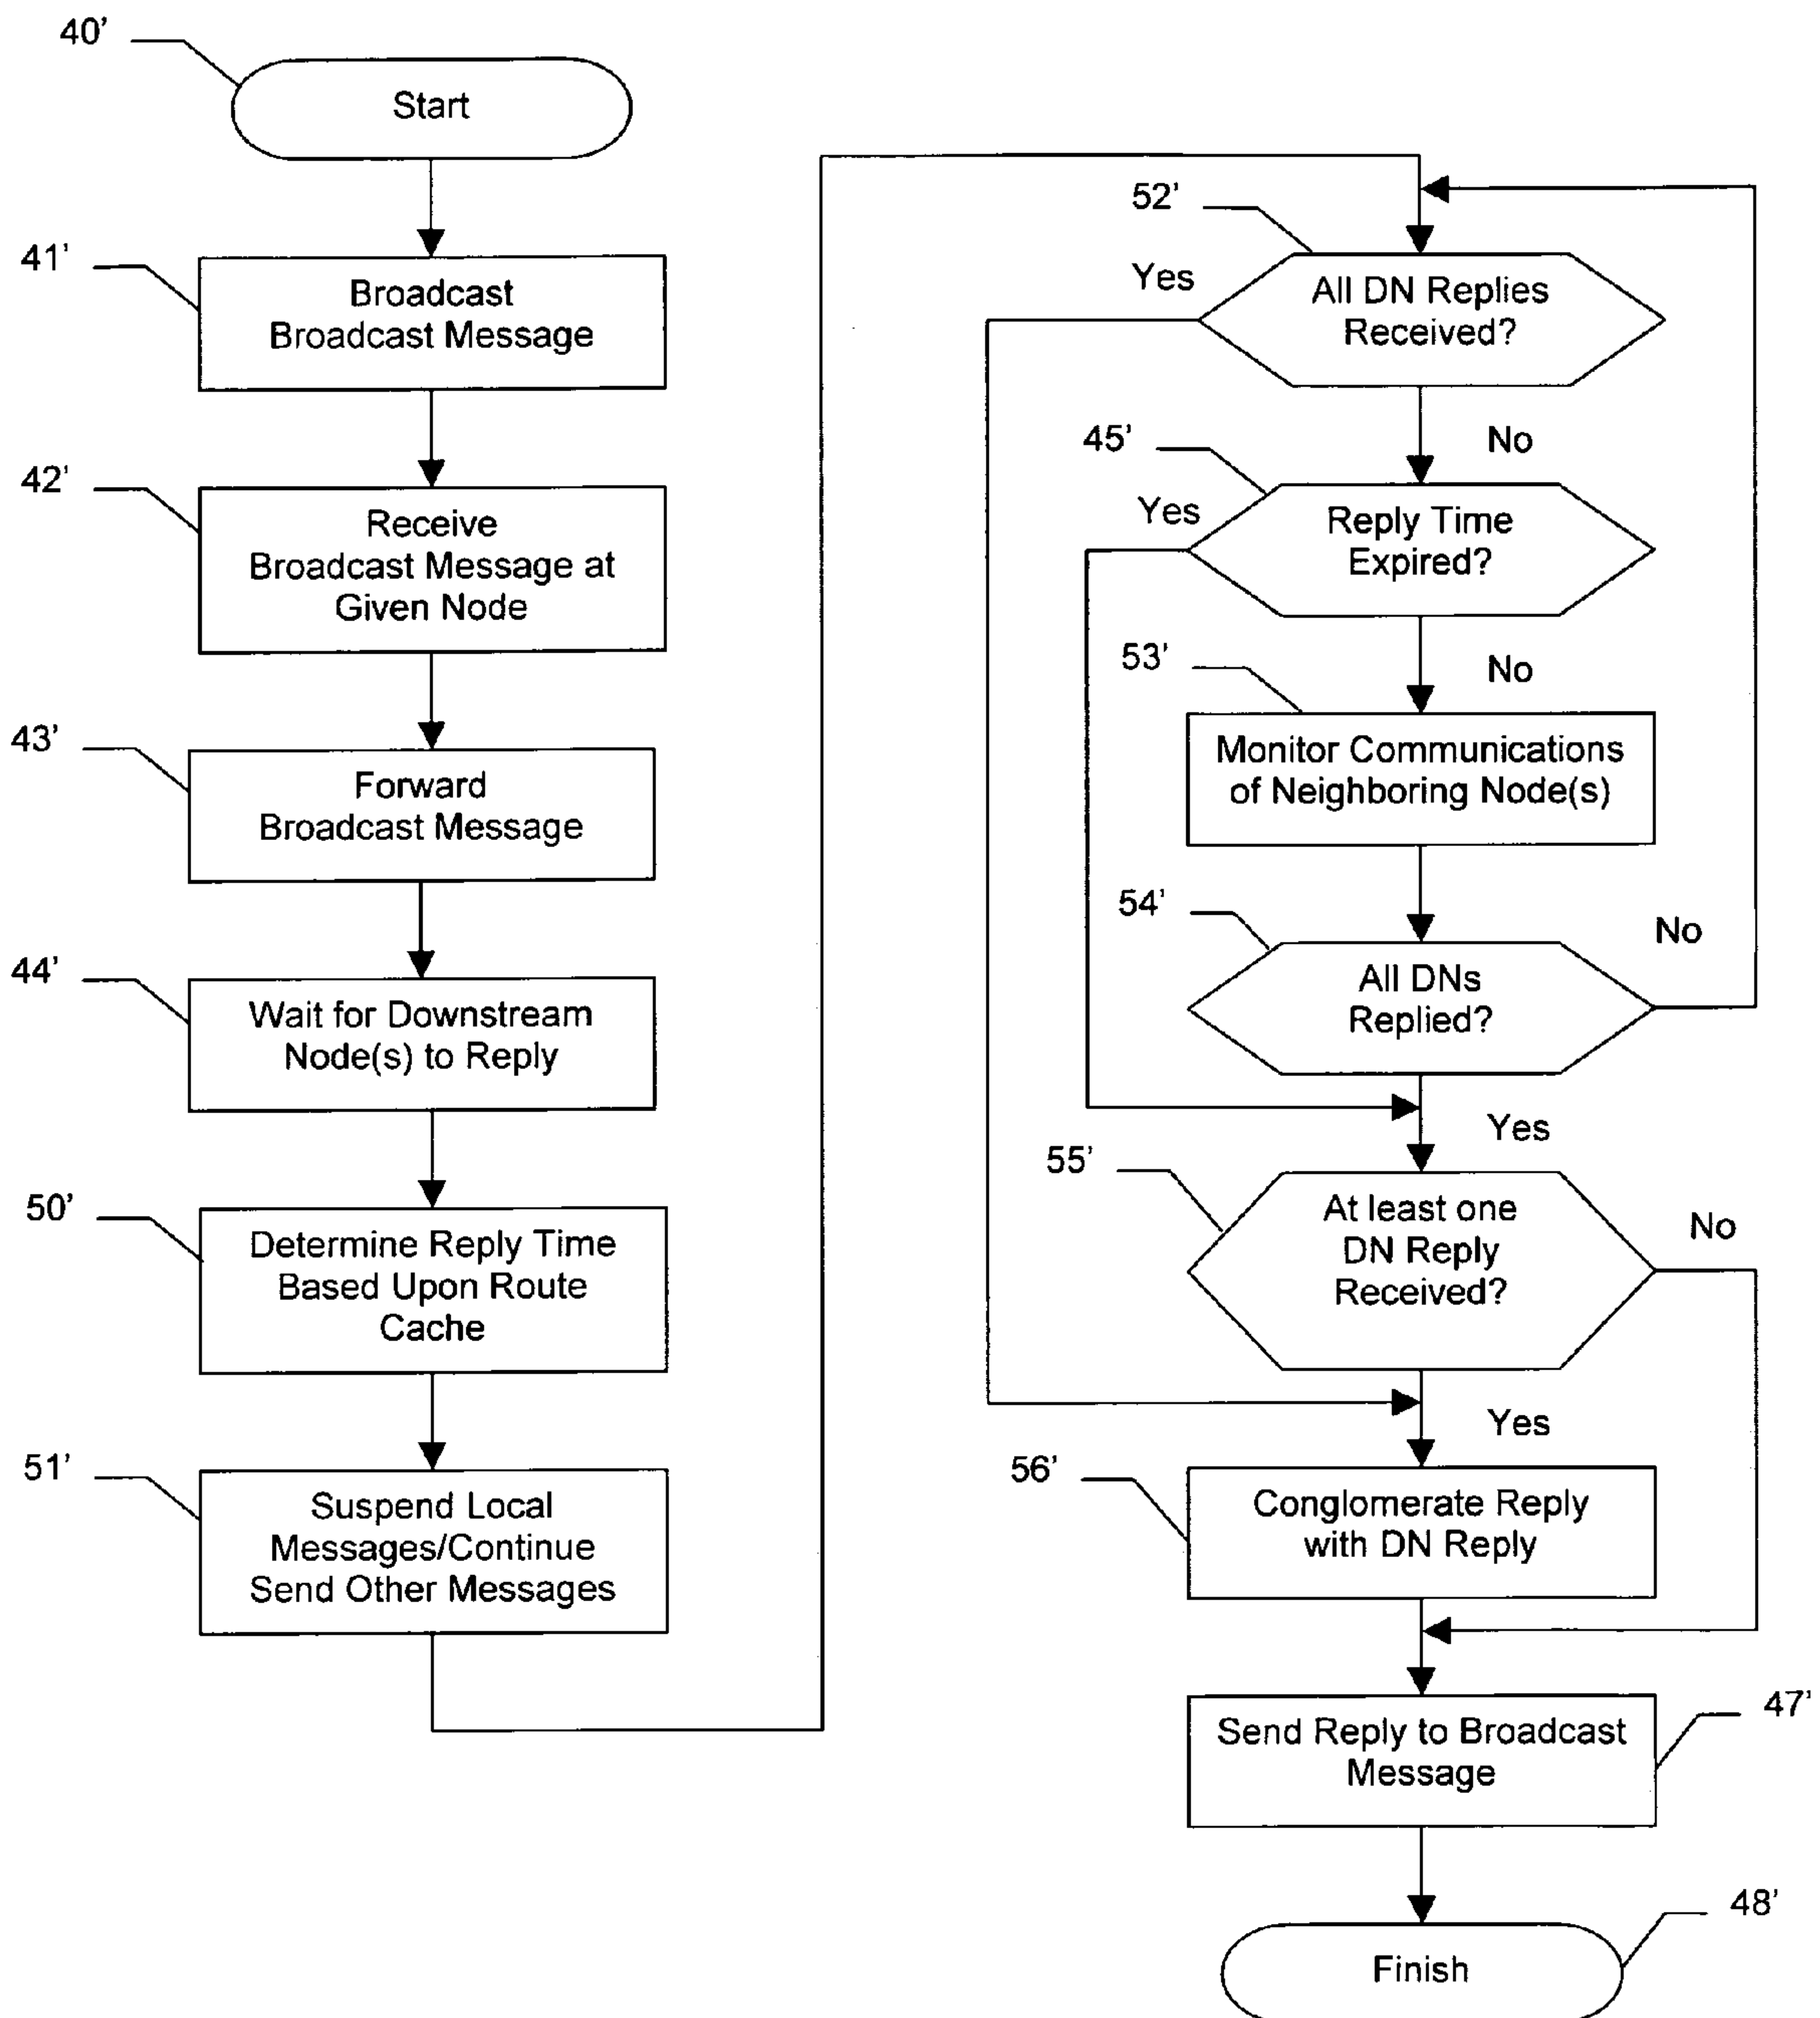 40’
Start
41’
Broadcast
Broadcast Message
42’
Receive
Broadcast Message at
Given Node
43’
Forward
Broadcast Message
44’
Wait for Downstream
Node(s) to Reply
50’
Determine Reply Time
Based Upon Route
Cache
51’
Suspend Local
Messages/Continue
Send Other Messages
52’
Yes
All DN Replies
Received?
No
45’
Yes
Reply Time
Expired?
No
53’
Monitor Communications
of Neighboring Node(s)
54’
No
All DNs
Replied?
Yes
55’
At least one
DN Reply
Received?
No
Yes
56’
Conglomerate Reply
with DN Reply
47’
Send Reply to Broadcast
Message
48’
Finish